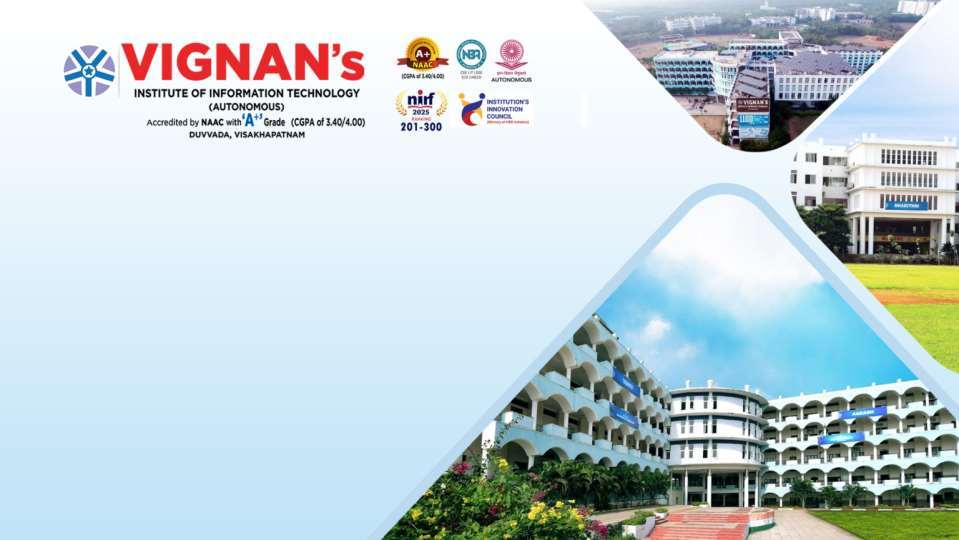 VIGNAN's
INSTITUTE OF INFORMATION TECHNOLOGY
(AUTONOMOUS)
Accredited by NAAC with 'A+' Grade (CGPA of 3.40/4.00)
DUVVADA, VISAKHAPATNAM
A+
NAAC
(CGPA of 3.40/4.00)
NBA
AUTONOMOUS
nirf
2025
RANKING
201-300
INSTITUTION'S
INNOVATION
COUNCIL
(Ministry of HRD Initiative)
VIGNAN'S